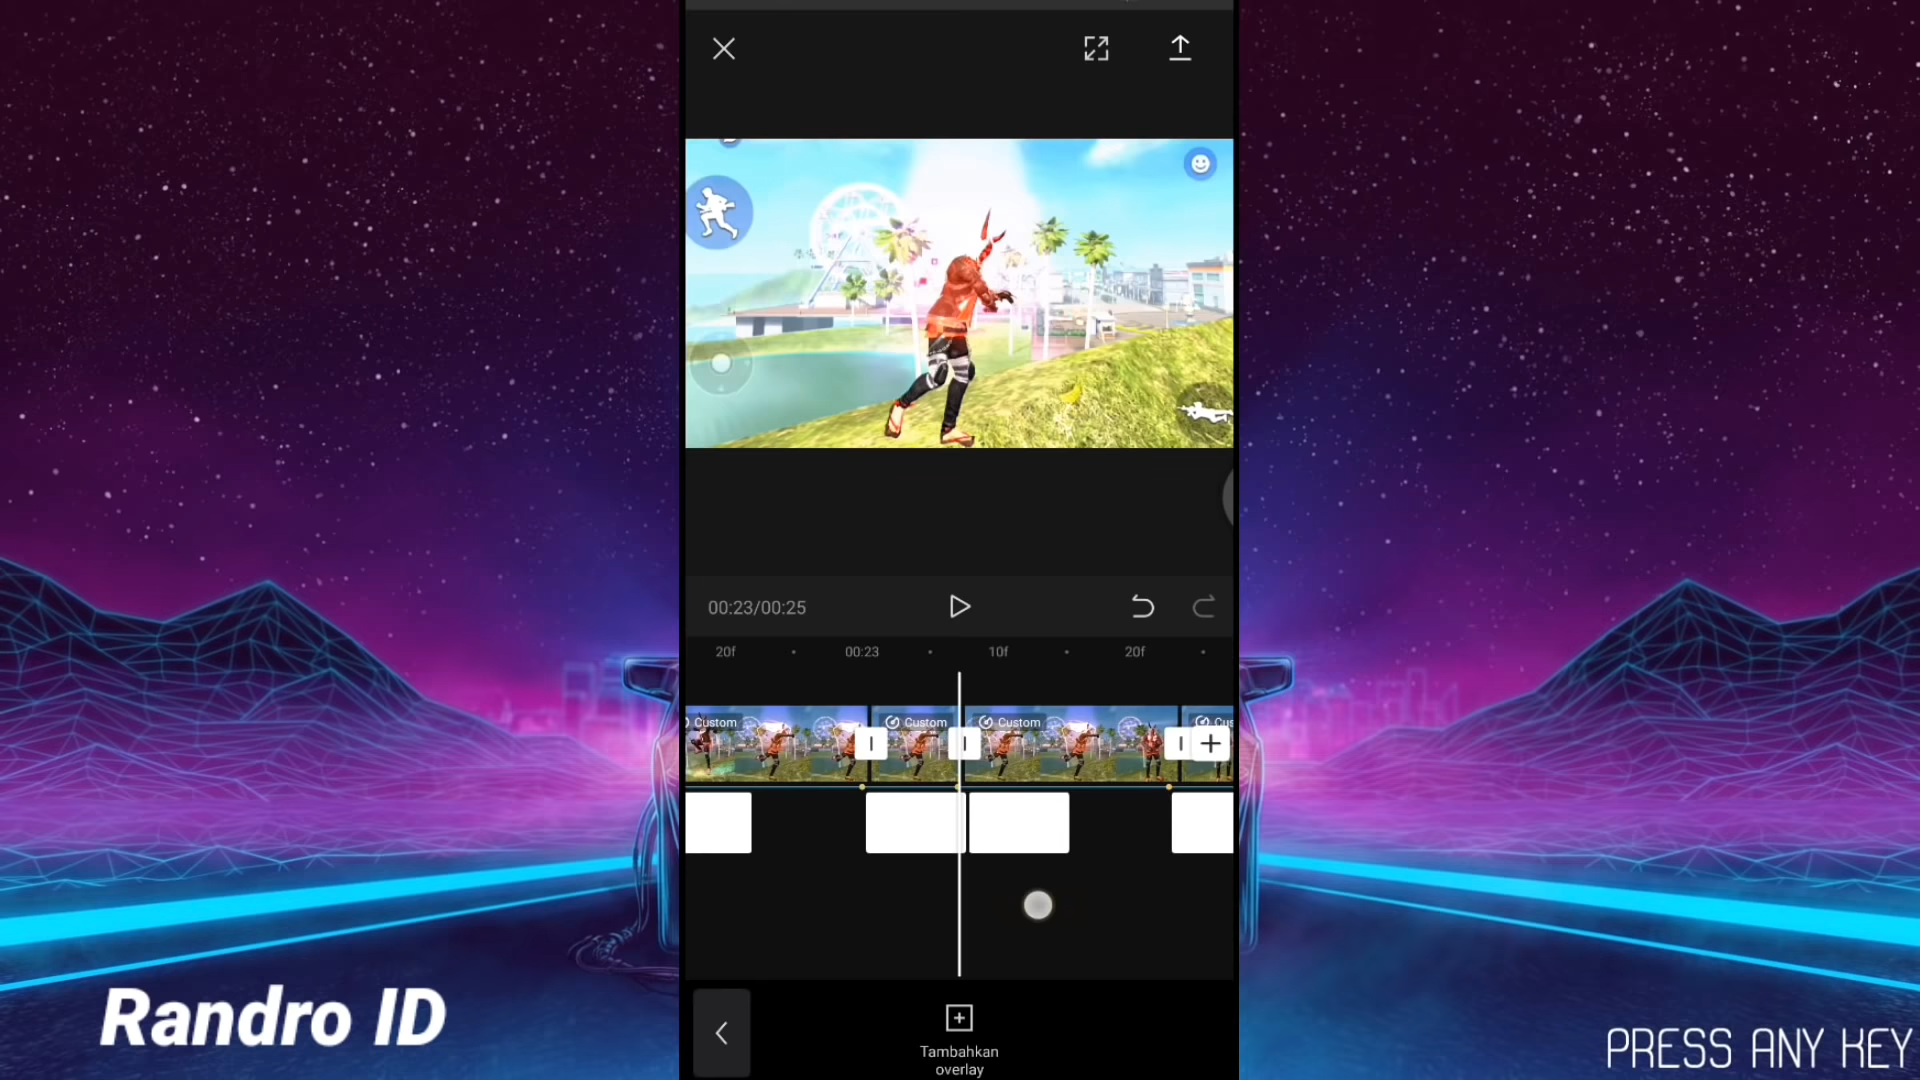 00:23/00:25
20f
00:23
10f
20f
Custom
Custom
Custom
Cus
Tambahkan
overlay
Randro ID
PRESS ANY KEY